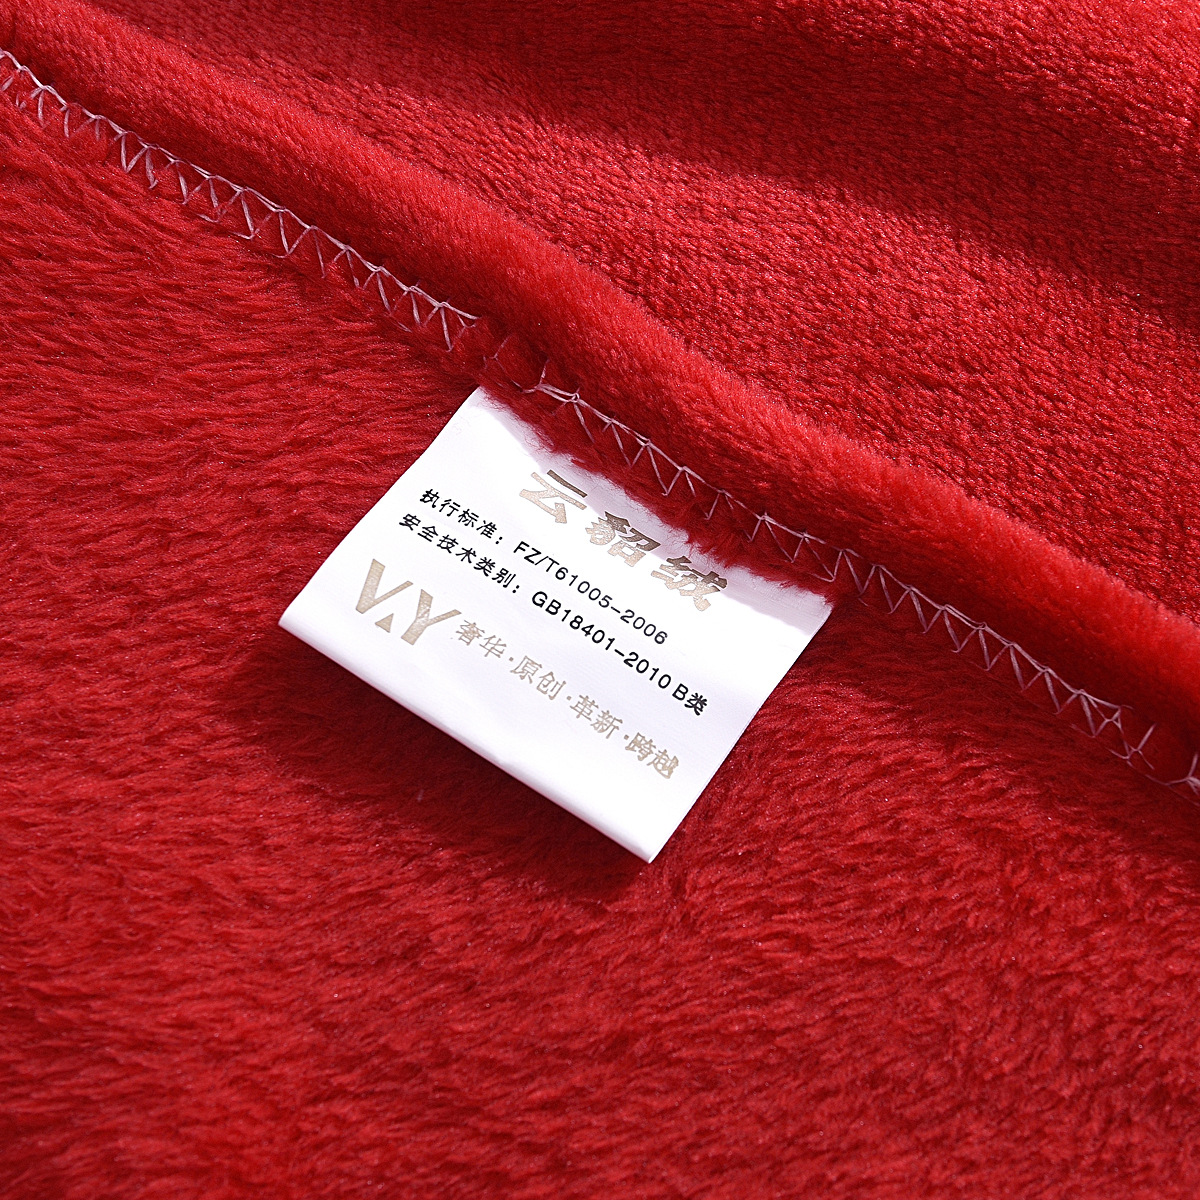 云貂绒
执行标准：FZ/T61005-2006
安全技术类别：GB18401-2010 B类
VAY 奢华·原创·革新·跨越